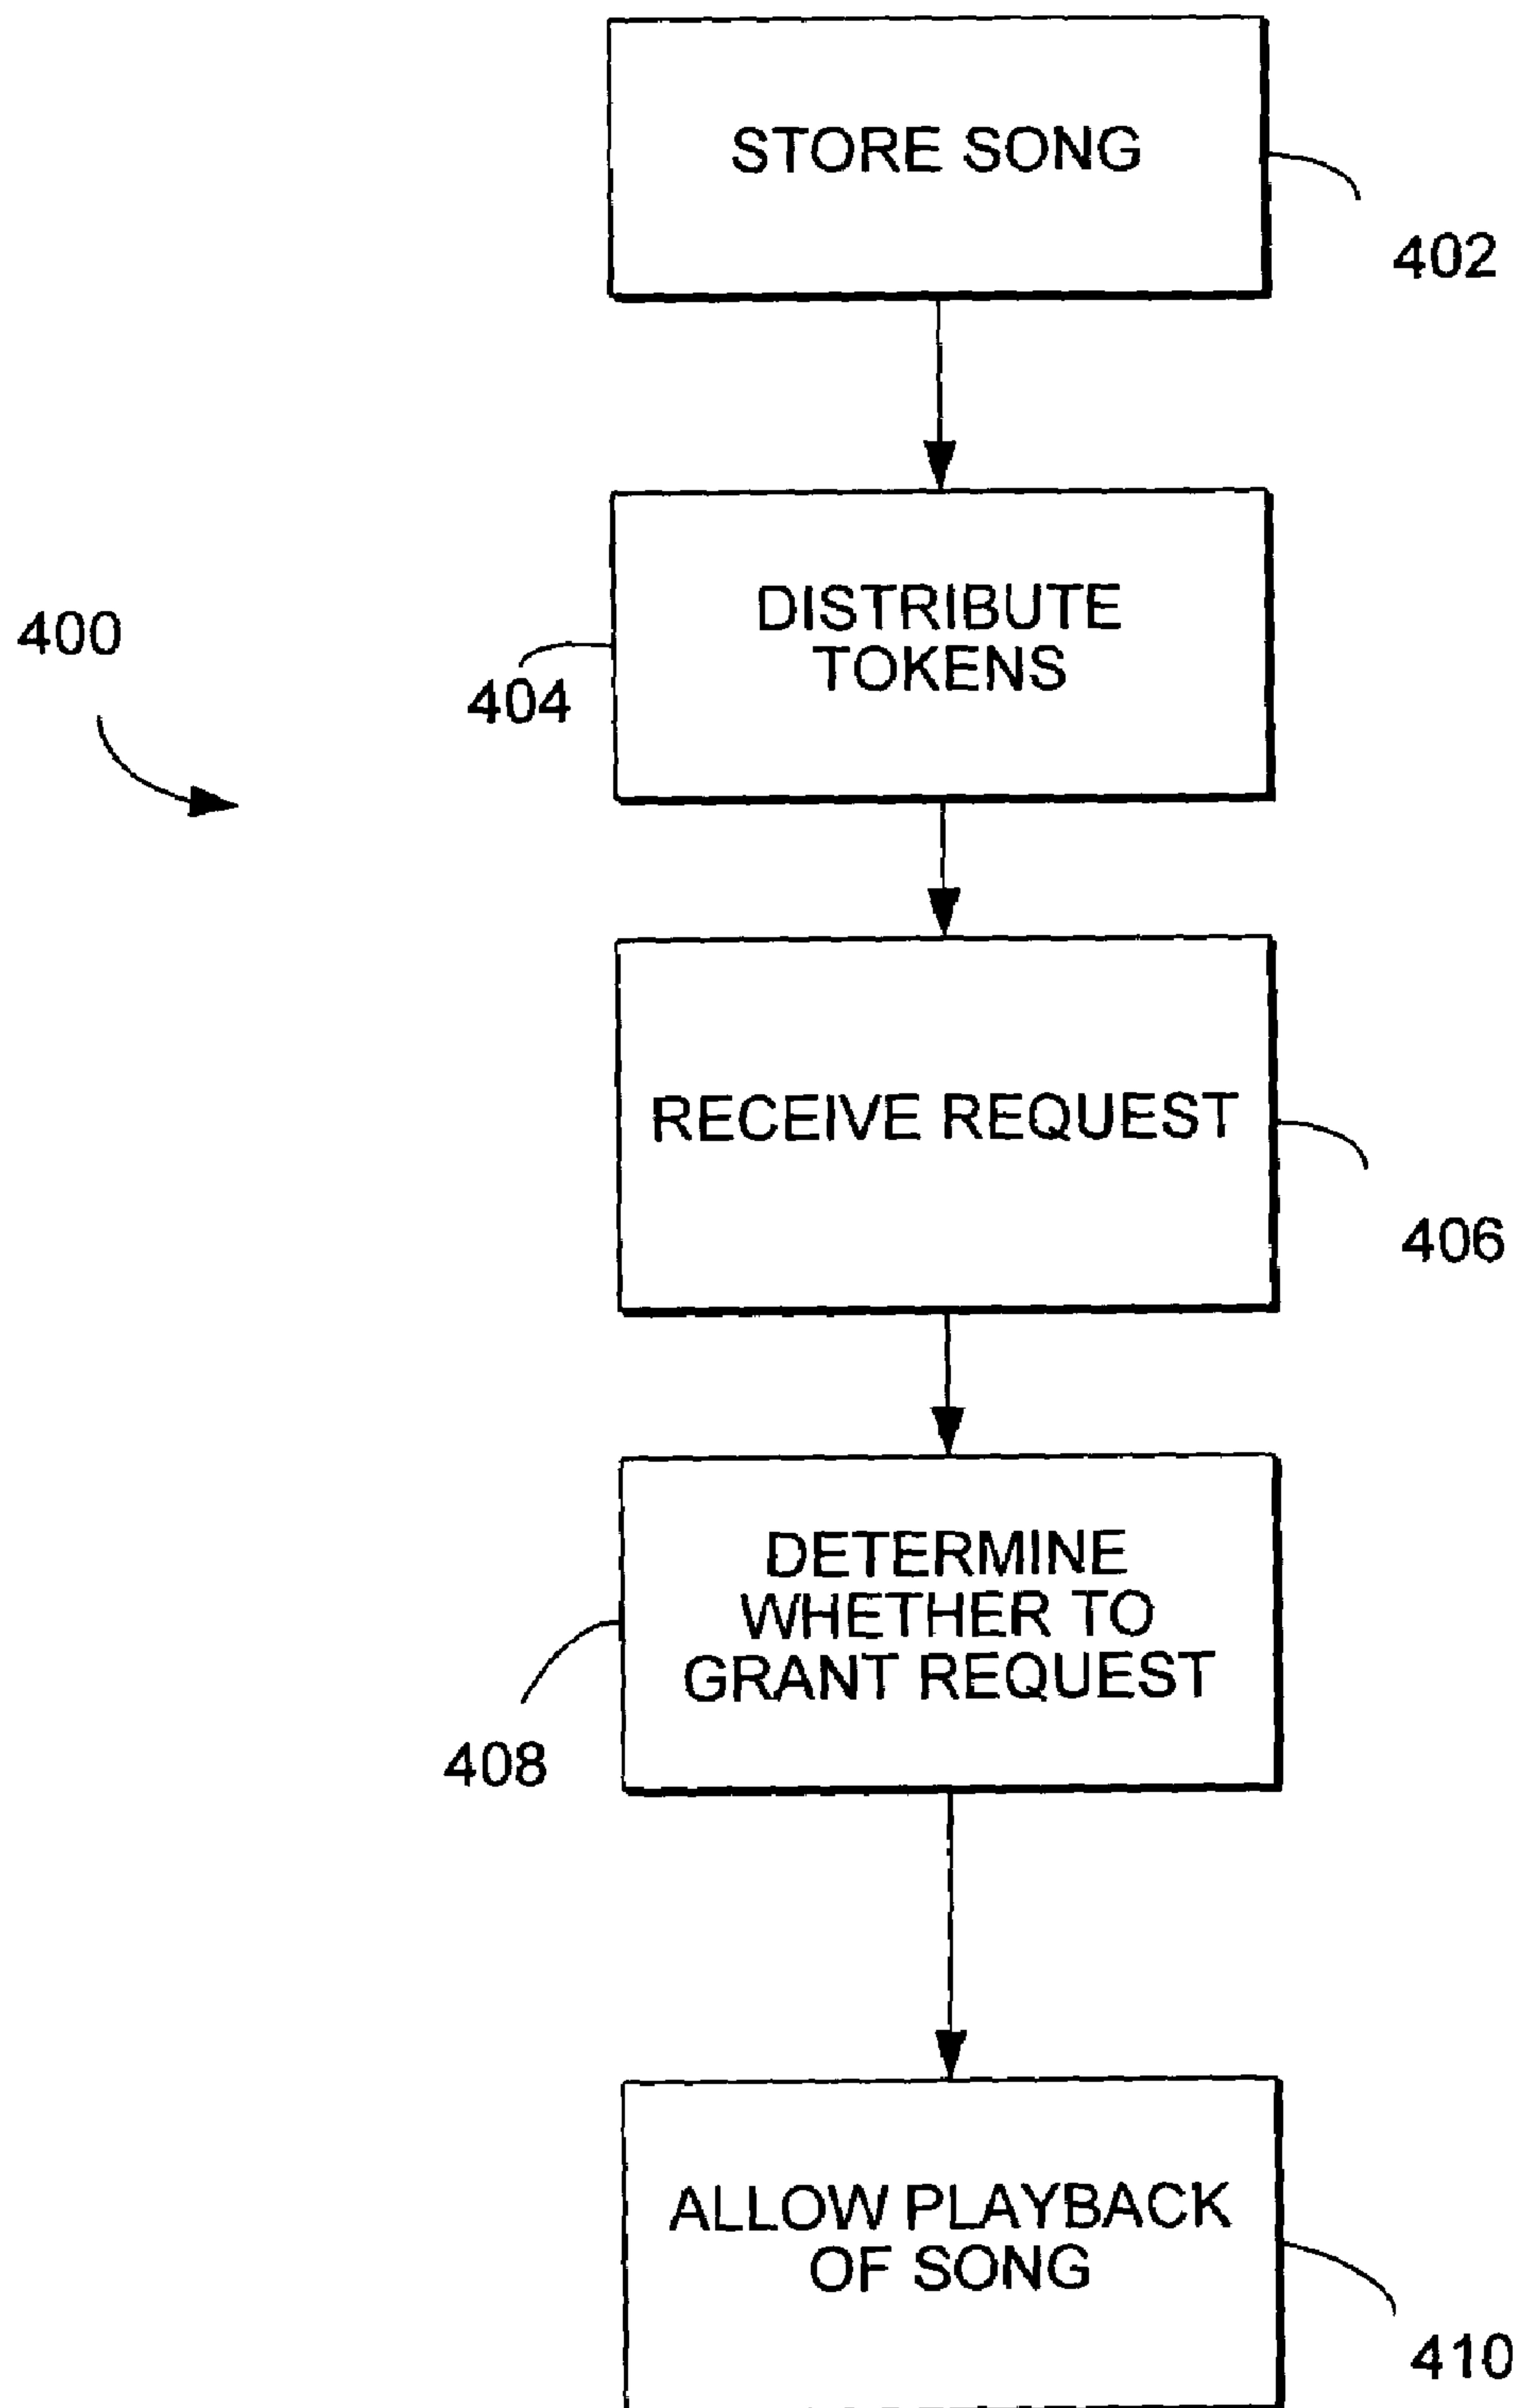 STORE SONG
402
DISTRIBUTE
TOKENS
400
404
RECEIVE REQUEST
406
DETERMINE
WHETHER TO
GRANT REQUEST
408
ALLOW PLAYBACK
OF SONG
410